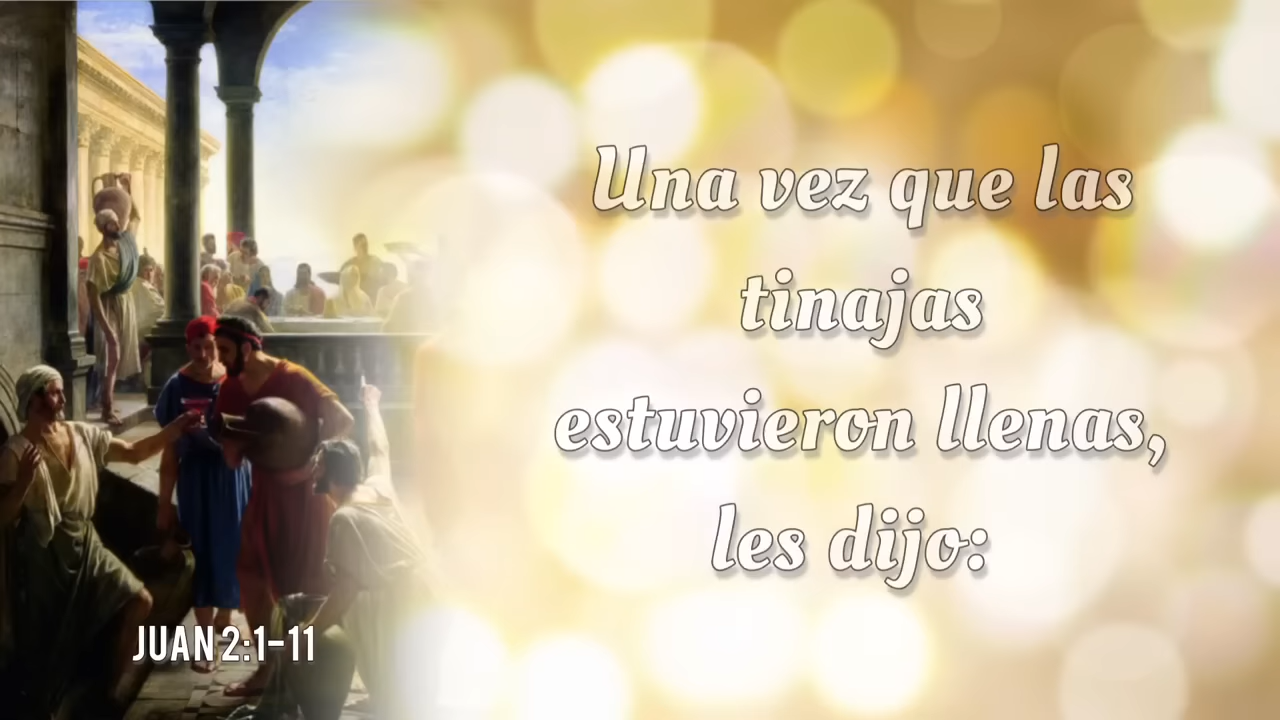 Una vez que las
tinajas
estuvieron llenas,
les dijo:
JUAN 2:1-11